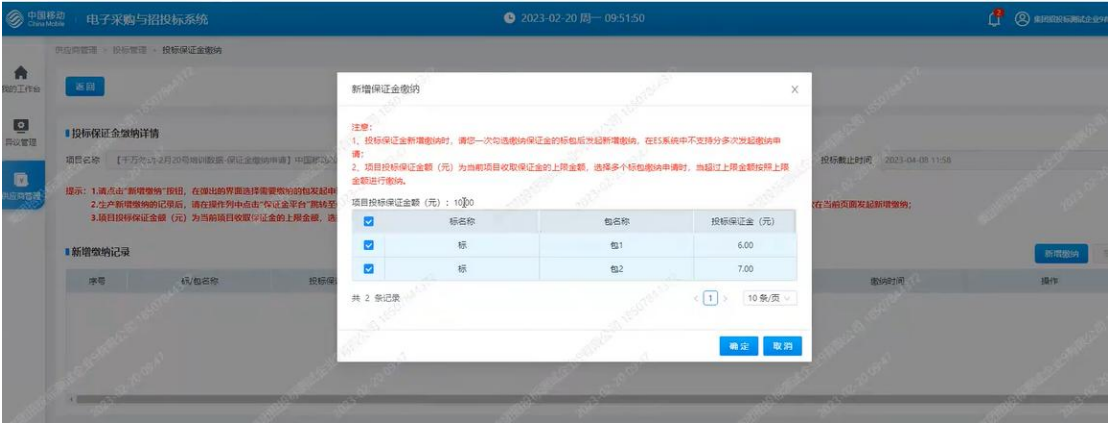 中国移动
China Mobile
电子采购与招投标系统
2023-02-20 周一 09:51:50
2
供应商管理 > 投标管理 > 投标保证金缴纳
我的工作台
异议管理
供应商管理
返回
投标保证金缴纳详情
项目名称
投标截止时间 2023-04-08 11:58
提示：1.请点击"新增缴纳"按钮，在弹出的界面选择需要缴纳的包发起申
2.生产新增缴纳的记录后，请在操作列中点击"保证金平台"跳转至
在当前页面发起新增缴纳；
3.项目投标保证金额（元）为当前项目收取保证金的上限金额，选
新增缴纳记录
新增缴纳
序号 标/包名称 投标保 缴纳时间 操作
新增保证金缴纳
注意：
1、投标保证金新增缴纳时，请您一次勾选缴纳保证金的标包后发起新增缴纳，在ES系统中不支持分多次发起缴纳申
请；
2、项目投标保证金额（元）为当前项目收取保证金的上限金额，选择多个标包缴纳申请时，当超过上限金额按照上限
金额进行缴纳。
项目投标保证金额（元）：10.00
标名称 包名称 投标保证金（元）
标 包1 6.00
标 包2 7.00
共 2 条记录
< 1 > 10 条/页
确定 取消